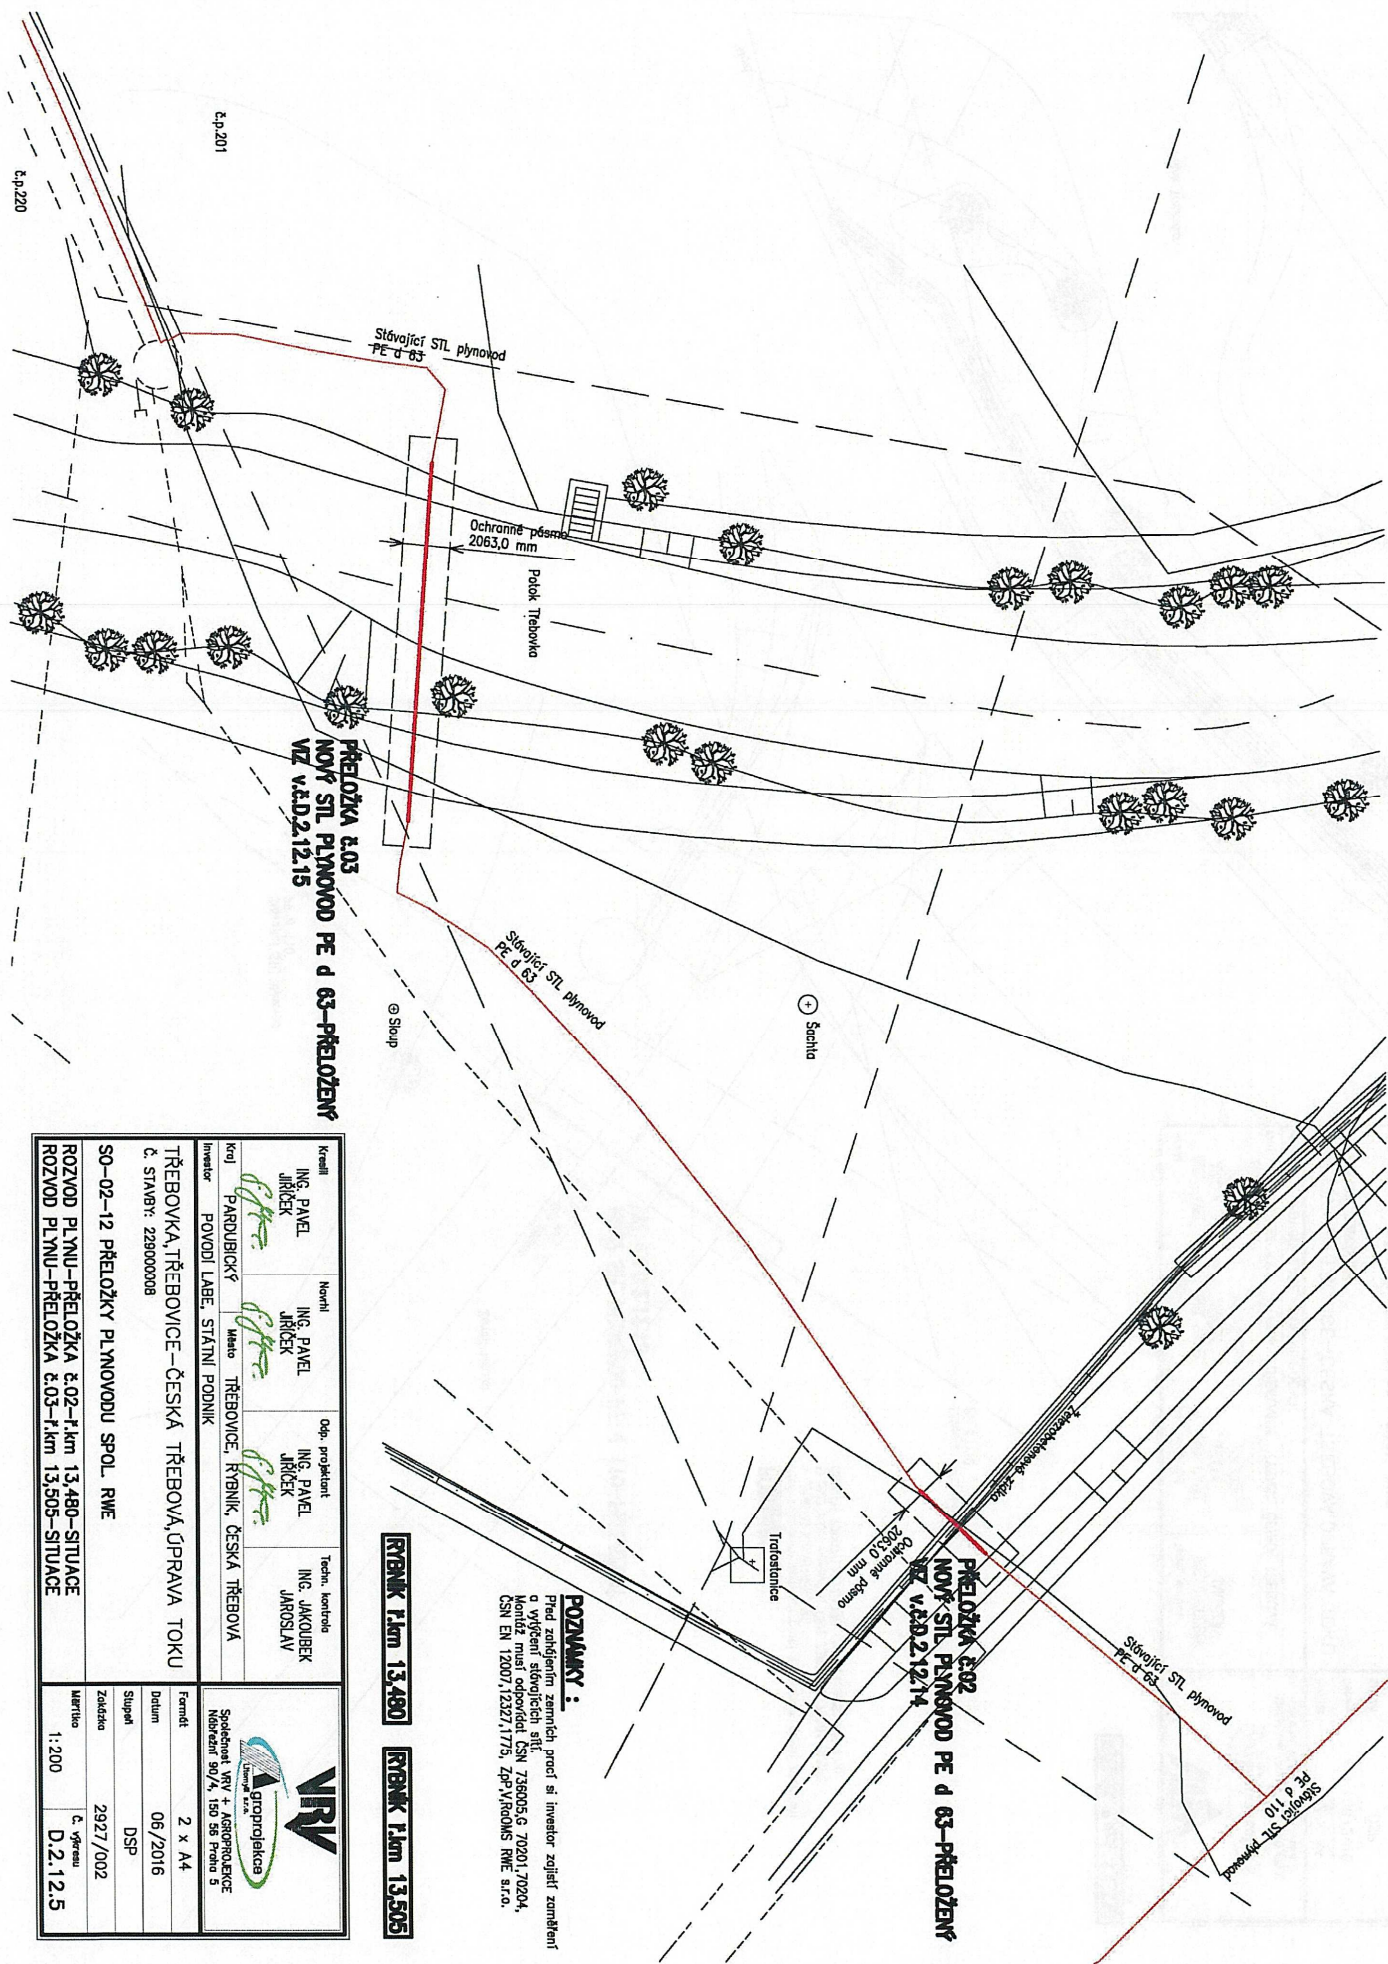 č.p.201
č.p.220
Stávající STL plynovod
PE d 63
Ochranné pásmo
2063,0 mm
Potok Třebovka
PŘELOŽKA č.03
NOVÝ STL PLYNOVOD PE d 63-PŘELOŽENÝ
VIZ v.č.D.2.12.15
Stávající STL plynovod
PE d 63
Sloup
Šachta
Železobetonová zídka
Trafostanice
Ochranné pásmo
2063,0 mm
PŘELOŽKA č.02
NOVÝ STL PLYNOVOD PE d 63-PŘELOŽENÝ
VIZ v.č.D.2.12.14
Stávající STL plynovod
PE d 63
Stávající STL plynovod
PE d 110
POZNÁMKY :
Před zahájením zemních prací si investor zajistí zaměření
a vytýčení stávajících sítí.
Montáž musí odpovídat ČSN 736005,G 70201,70204,
ČSN EN 12007,12327,1775, ZpP,VRaOMS RWE s.r.o.
RYBNÍK ř.km 13,480
RYBNÍK ř.km 13,505
Kreslil
ING. PAVEL
JIŘÍČEK
Navrhl
ING. PAVEL
JIŘÍČEK
Odp. projektant
ING. PAVEL
JIŘÍČEK
Techn. kontrola
ING. JAKOUBEK
JAROSLAV
Kraj PARDUBICKÝ
Město TŘEBOVICE, RYBNÍK, ČESKÁ TŘEBOVÁ
Investor POVODÍ LABE, STÁTNÍ PODNIK
TŘEBOVKA,TŘEBOVICE-ČESKÁ TŘEBOVÁ,ÚPRAVA TOKU
Č. STAVBY: 229000008
SO-02-12 PŘELOŽKY PLYNOVODU SPOL. RWE
ROZVOD PLYNU-PŘELOŽKA č.02-ř.km 13,480-SITUACE
ROZVOD PLYNU-PŘELOŽKA č.03-ř.km 13,505-SITUACE
VRV
Agroprojekce
Litomyšl s.r.o.
Společnost VRV + AGROPROJEKCE
Nábřežní 90/4, 150 56 Praha 5
Formát 2 x A4
Datum 06/2016
Stupeň DSP
Zakázka 2927/002
Měřítko 1:200
Č. výkresu D.2.12.5